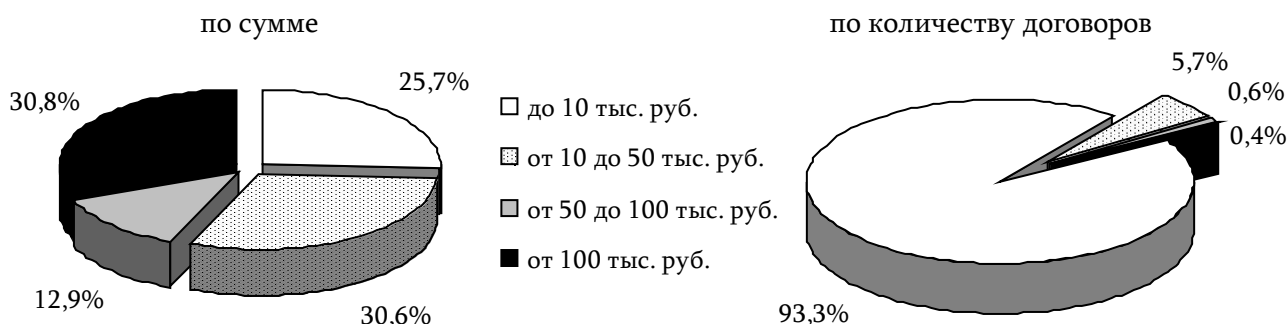 по сумме
25,7%
30,8%
12,9%
30,6%
до 10 тыс. руб.
от 10 до 50 тыс. руб.
от 50 до 100 тыс. руб.
от 100 тыс. руб.
по количеству договоров
5,7%
0,6%
0,4%
93,3%